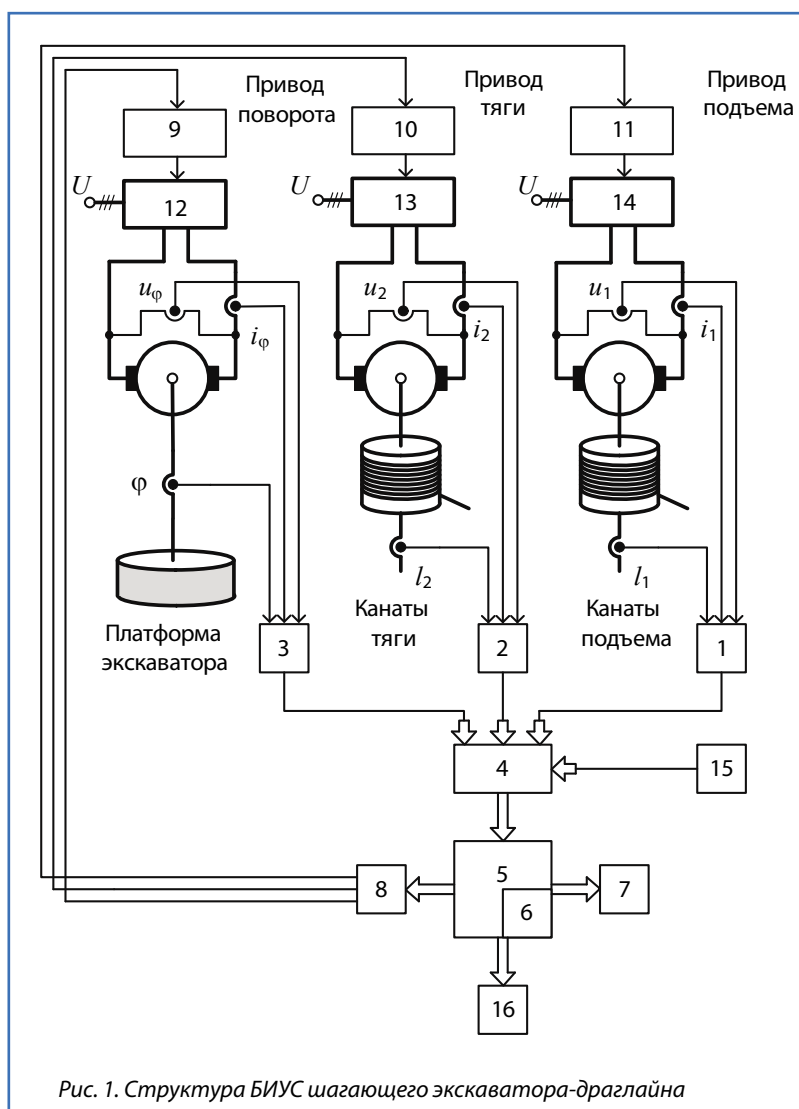 Привод
поворота
Привод
тяги
Привод
подъема
9
10
11
U
12
U
13
U
14
uφ
iφ
u2
i2
u1
i1
φ
l2
l1
Платформа
экскаватора
Канаты
тяги
Канаты
подъема
3
2
1
4
15
5
6
8
7
16
Рис. 1. Структура БИУС шагающего экскаватора-драглайна